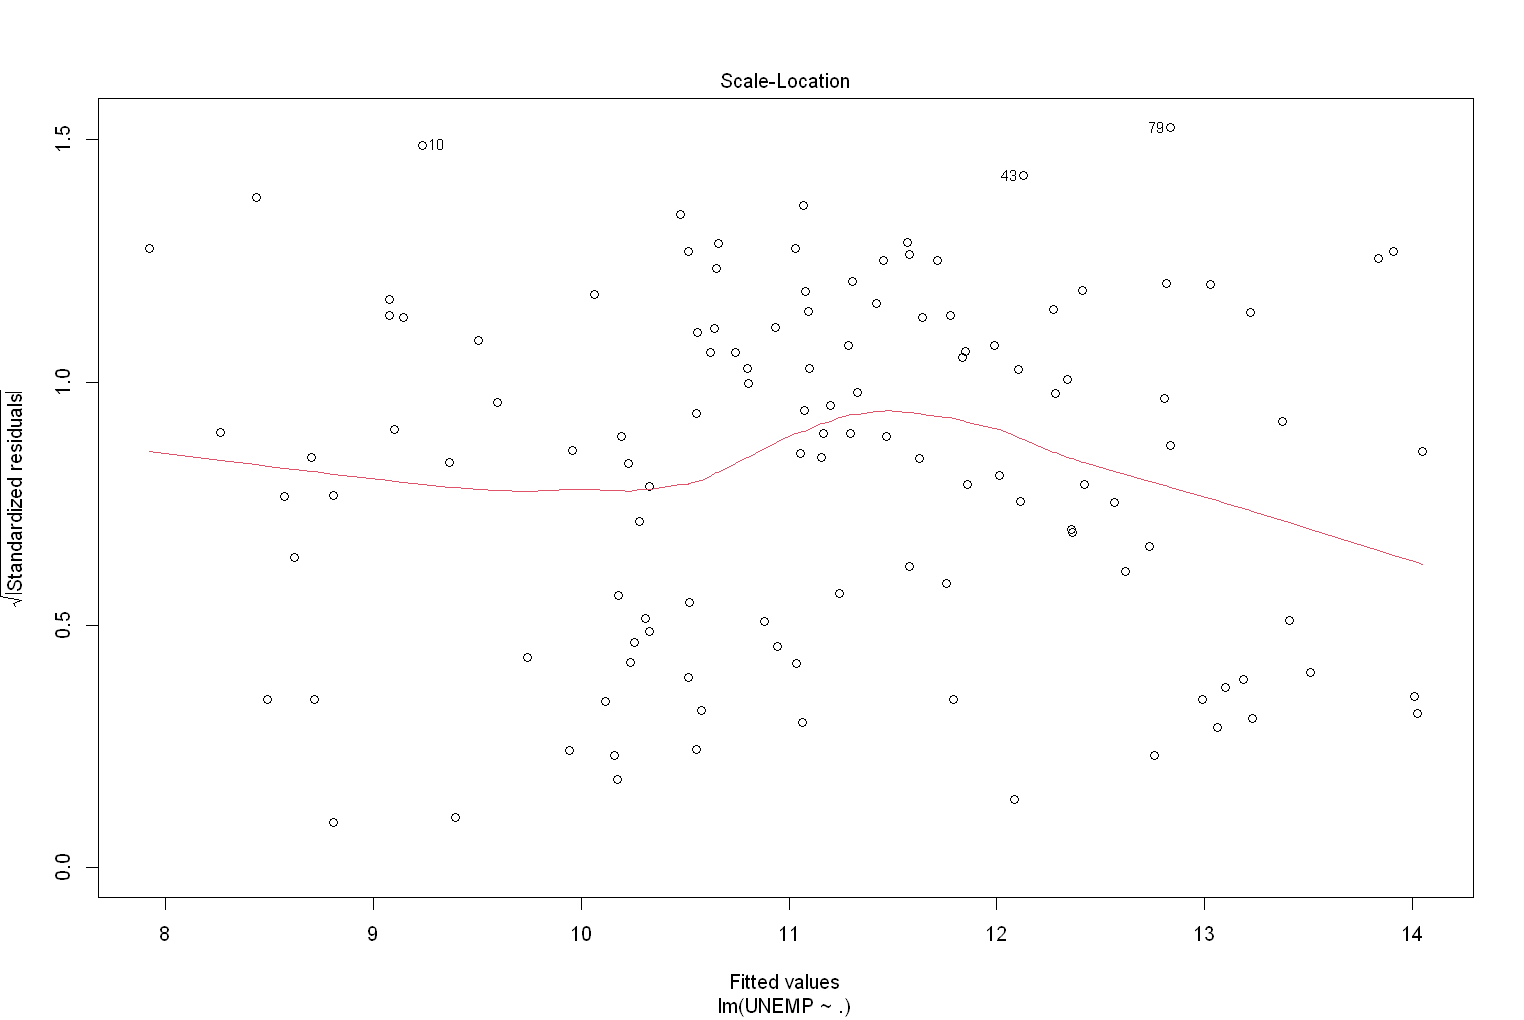 Scale-Location
√|Standardized residuals|
1.5
1.0
0.5
0.0
10
79
43
8 9 10 11 12 13 14
Fitted values
lm(UNEMP ~ .)